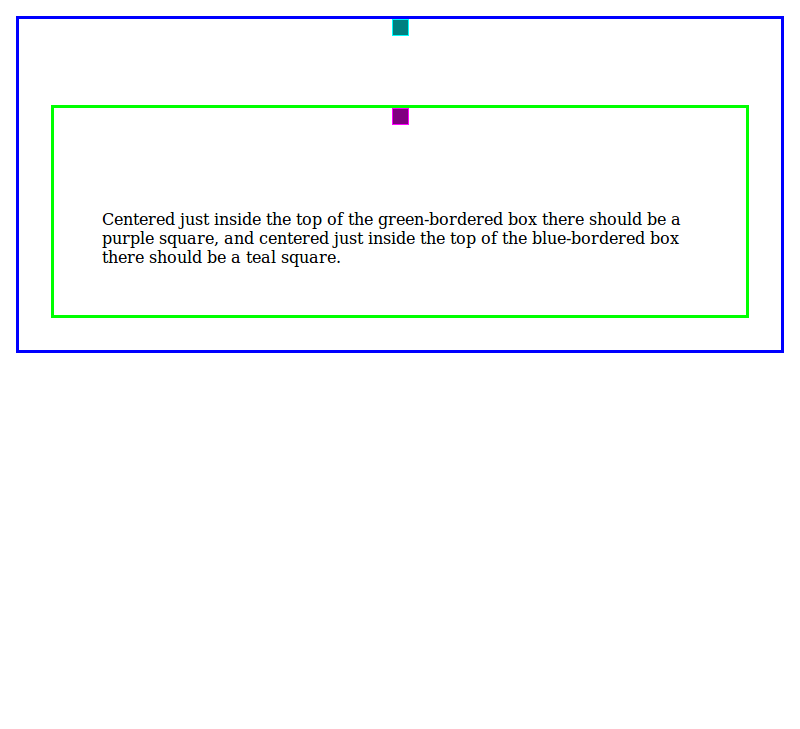 Centered just inside the top of the green-bordered box there should be a
purple square, and centered just inside the top of the blue-bordered box
there should be a teal square.